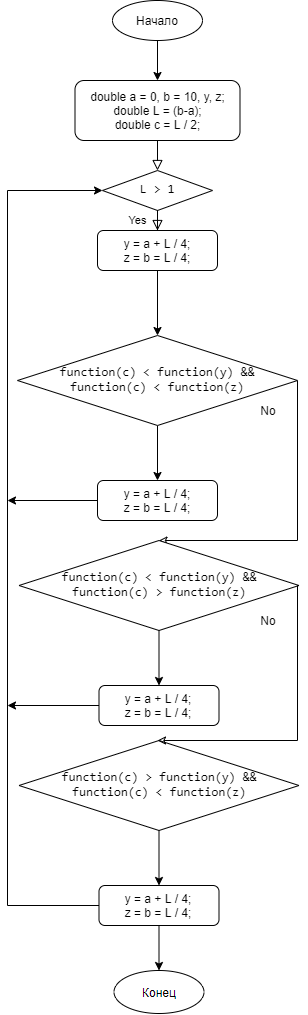 Начало
double a = 0, b = 10, y, z;
double L = (b-a);
double c = L / 2;
L > 1
Yes
y = a + L / 4;
z = b = L / 4;
function(c) < function(y) &&
function(c) < function(z)
No
y = a + L / 4;
z = b = L / 4;
function(c) < function(y) &&
function(c) > function(z)
No
y = a + L / 4;
z = b = L / 4;
function(c) > function(y) &&
function(c) < function(z)
y = a + L / 4;
z = b = L / 4;
Конец